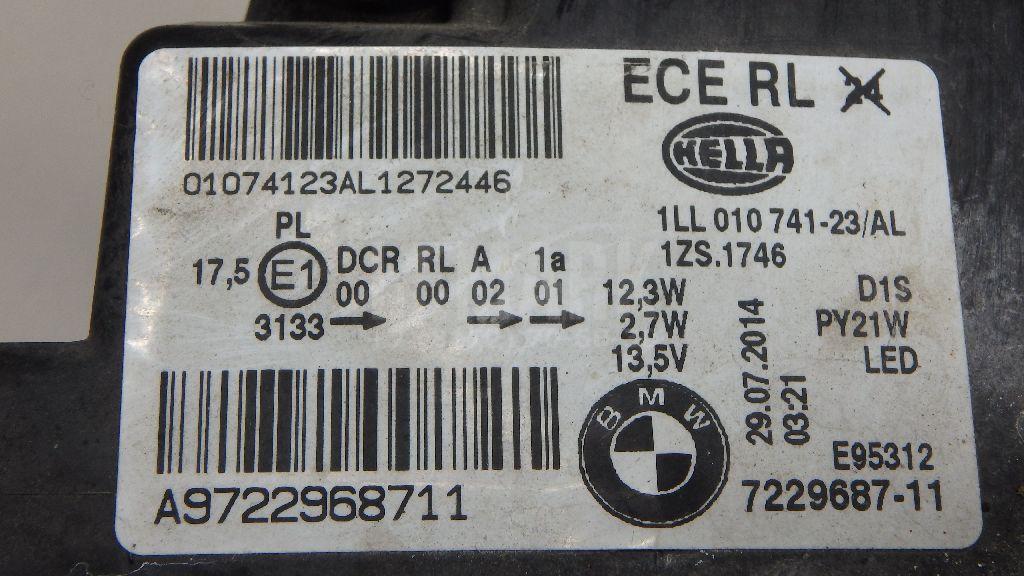 ECE RL 24
HELLA
01074123AL1272446
1LL 010 741-23/AL
1ZS.1746
PL
17,5 E1 DCR RL A 1a
00 00 02 01
3133
12,3W D1S
2,7W PY21W
13,5V LED
29.07.2014
03:21
BMW
E95312
7229687-11
A9722968711